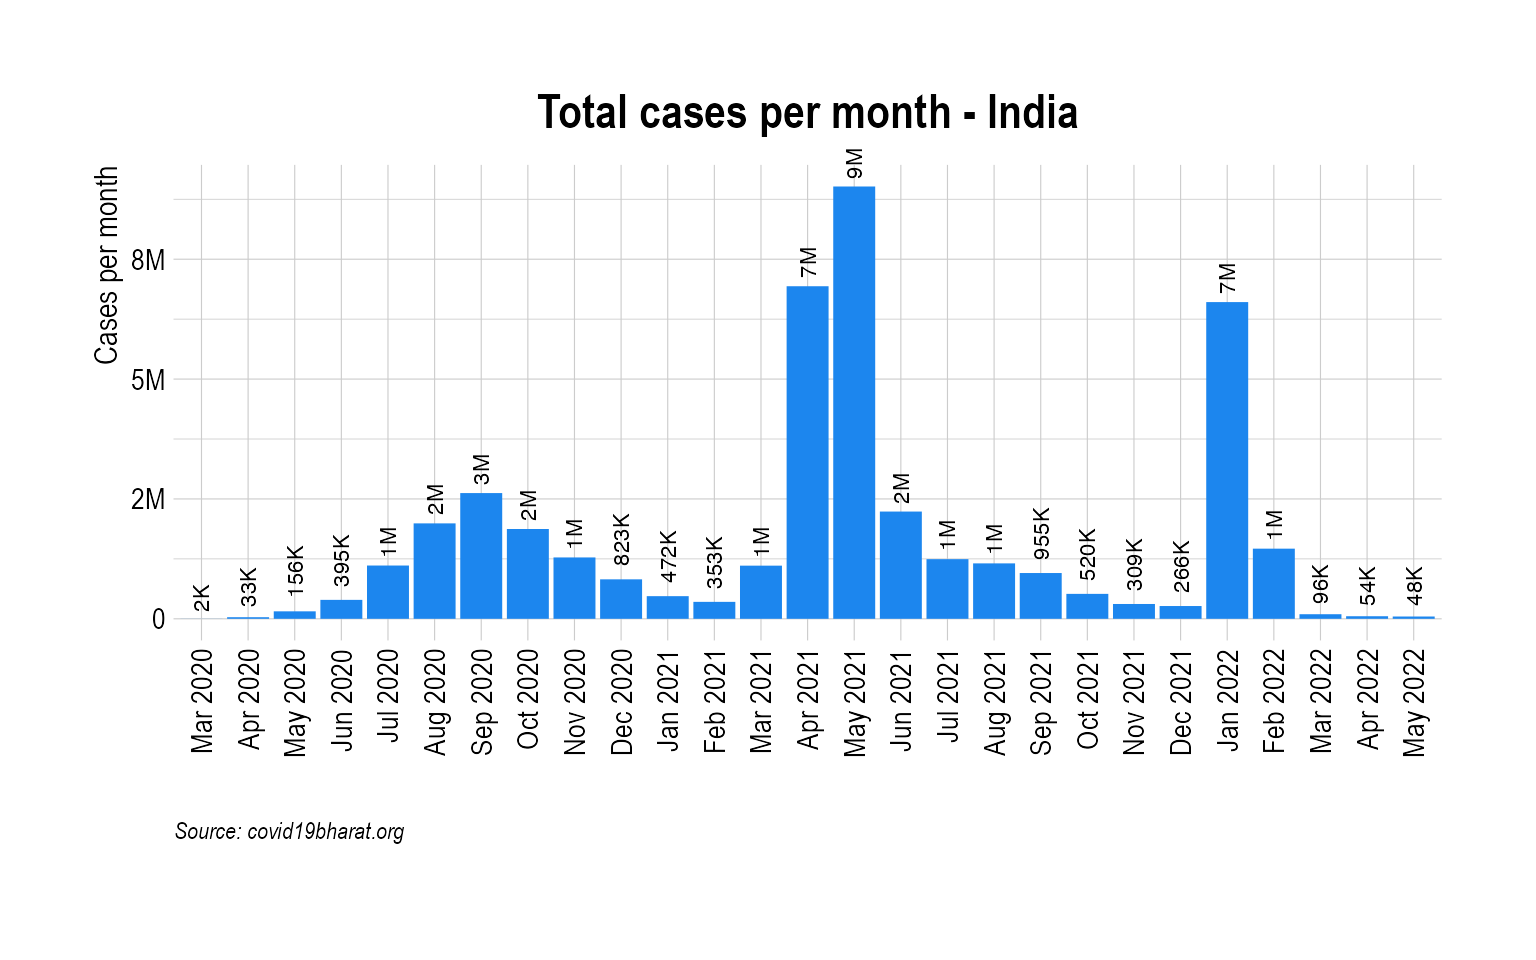 Total cases per month - India
Cases per month
8M
5M
2M
0
2K
33K
156K
395K
1M
2M
3M
2M
1M
823K
472K
353K
1M
7M
9M
2M
1M
1M
955K
520K
309K
266K
7M
1M
96K
54K
48K
Mar 2020
Apr 2020
May 2020
Jun 2020
Jul 2020
Aug 2020
Sep 2020
Oct 2020
Nov 2020
Dec 2020
Jan 2021
Feb 2021
Mar 2021
Apr 2021
May 2021
Jun 2021
Jul 2021
Aug 2021
Sep 2021
Oct 2021
Nov 2021
Dec 2021
Jan 2022
Feb 2022
Mar 2022
Apr 2022
May 2022
Source: covid19bharat.org